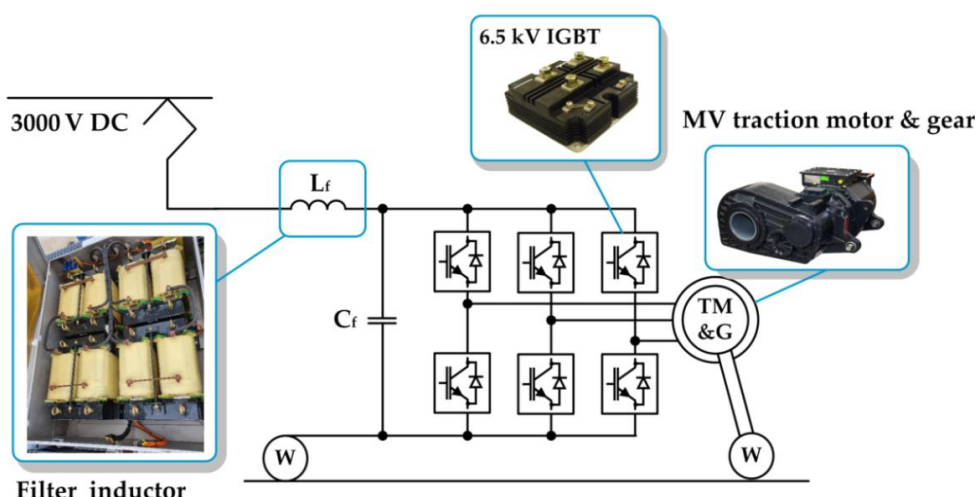 6.5 kV IGBT
3000 V DC
MV traction motor & gear
Lf
Cf
TM
&G
W
W
Filter inductor